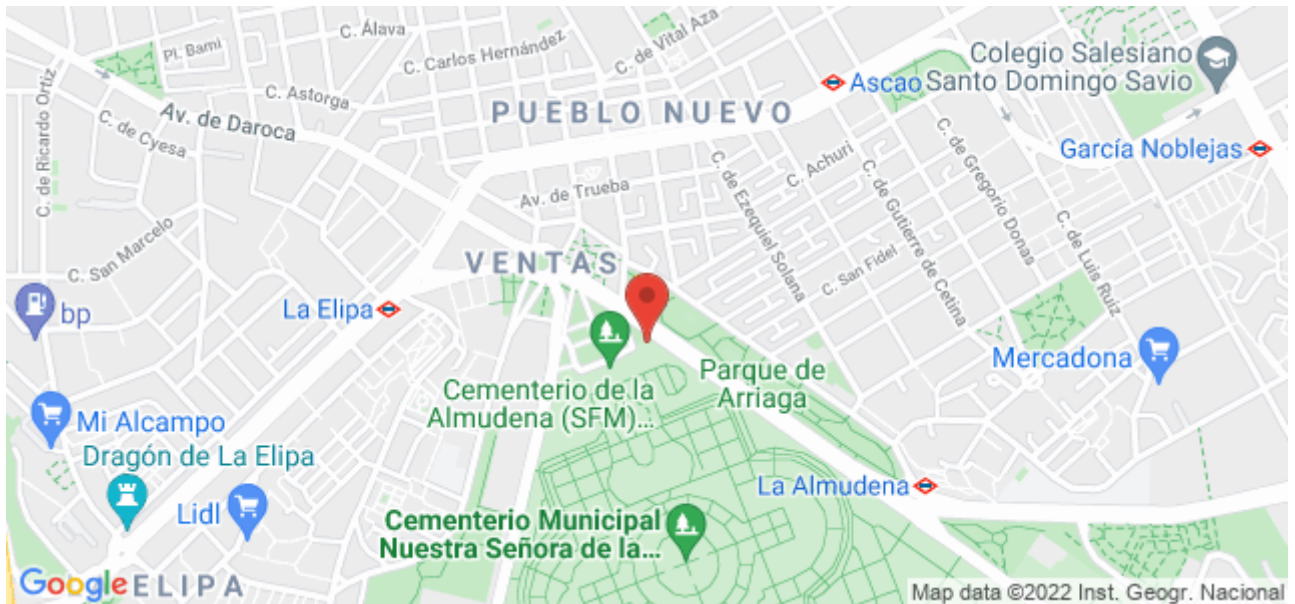 C. Álava
Pl. Bami
C. Carlos Hernández
C. de Vital Aza
Colegio Salesiano
Santo Domingo Savio
Ascao
C. de Ricardo Ortiz
C. Astorga
Av. de Daroca
C. de Cyesa
PUEBLO NUEVO
García Noblejas
C. Achuri
C. de Ezequiel Solana
C. de Gutierre de Cetina
C. de Gregorio Donas
C. de Luis Ruiz
Av. de Trueba
C. San Marcelo
VENTAS
C. San Fidel
bp
La Elipa
Mercadona
Cementerio de la
Almudena (SFM)...
Parque de
Arriaga
Mi Alcampo
Dragón de La Elipa
Lidl
La Almudena
Cementerio Municipal
Nuestra Señora de la...
Google
ELIPA
Map data ©2022 Inst. Geogr. Nacional